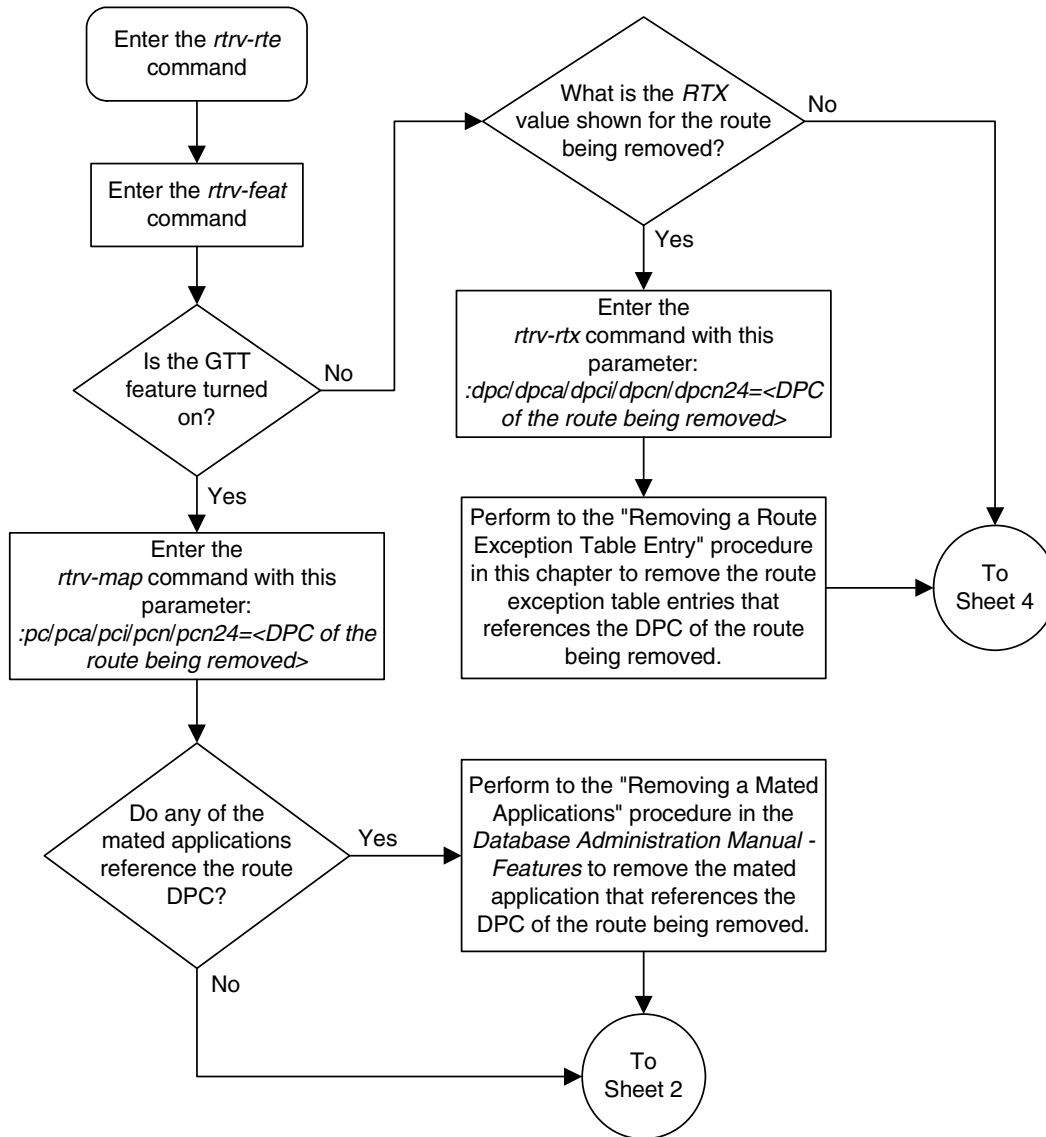 Enter the rtrv-rte
command
Enter the rtrv-feat
command
Is the GTT
feature turned
on?
No
Yes
Enter the
rtrv-map command with this
parameter:
:pc/pca/pci/pcn/pcn24=<DPC of the
route being removed>
Do any of the
mated applications
reference the route
DPC?
Yes
No
Perform to the "Removing a Mated
Applications" procedure in the
Database Administration Manual -
Features to remove the mated
application that references the
DPC of the route being removed.
To
Sheet 2
What is the RTX
value shown for the route
being removed?
No
Yes
Enter the
rtrv-rtx command with this
parameter:
:dpc/dpca/dpci/dpcn/dpcn24=<DPC
of the route being removed>
Perform to the "Removing a Route
Exception Table Entry" procedure
in this chapter to remove the route
exception table entries that
references the DPC of the route
being removed.
To
Sheet 4